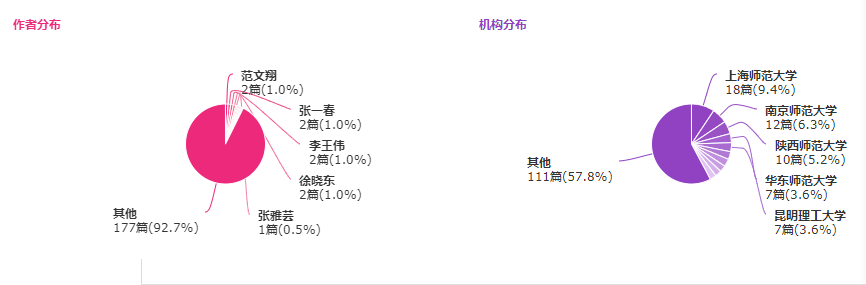 作者分布
范文翔
2篇(1.0%)
张一春
2篇(1.0%)
李王伟
2篇(1.0%)
徐晓东
2篇(1.0%)
张雅芸
1篇(0.5%)
其他
177篇(92.7%)
机构分布
上海师范大学
18篇(9.4%)
南京师范大学
12篇(6.3%)
陕西师范大学
10篇(5.2%)
华东师范大学
7篇(3.6%)
昆明理工大学
7篇(3.6%)
其他
111篇(57.8%)